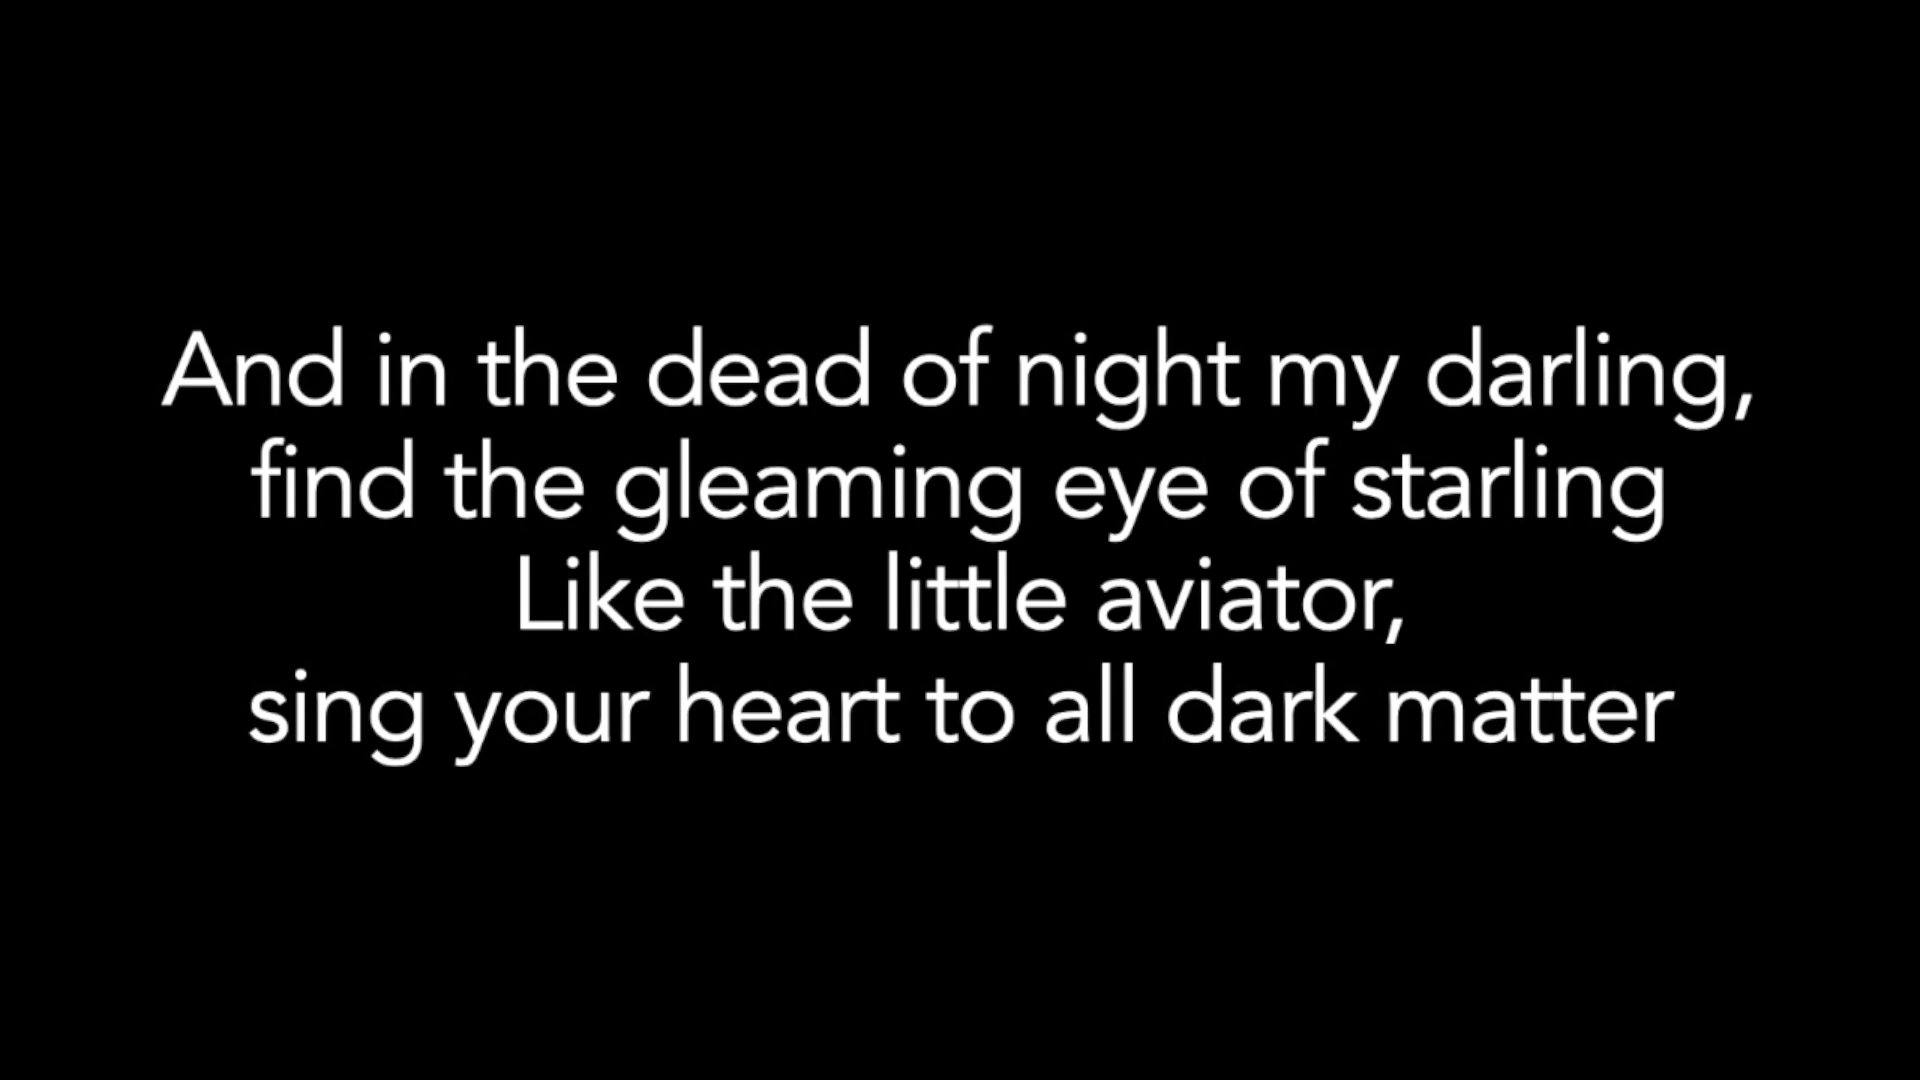 And in the dead of night my darling,
find the gleaming eye of starling
Like the little aviator,
sing your heart to all dark matter